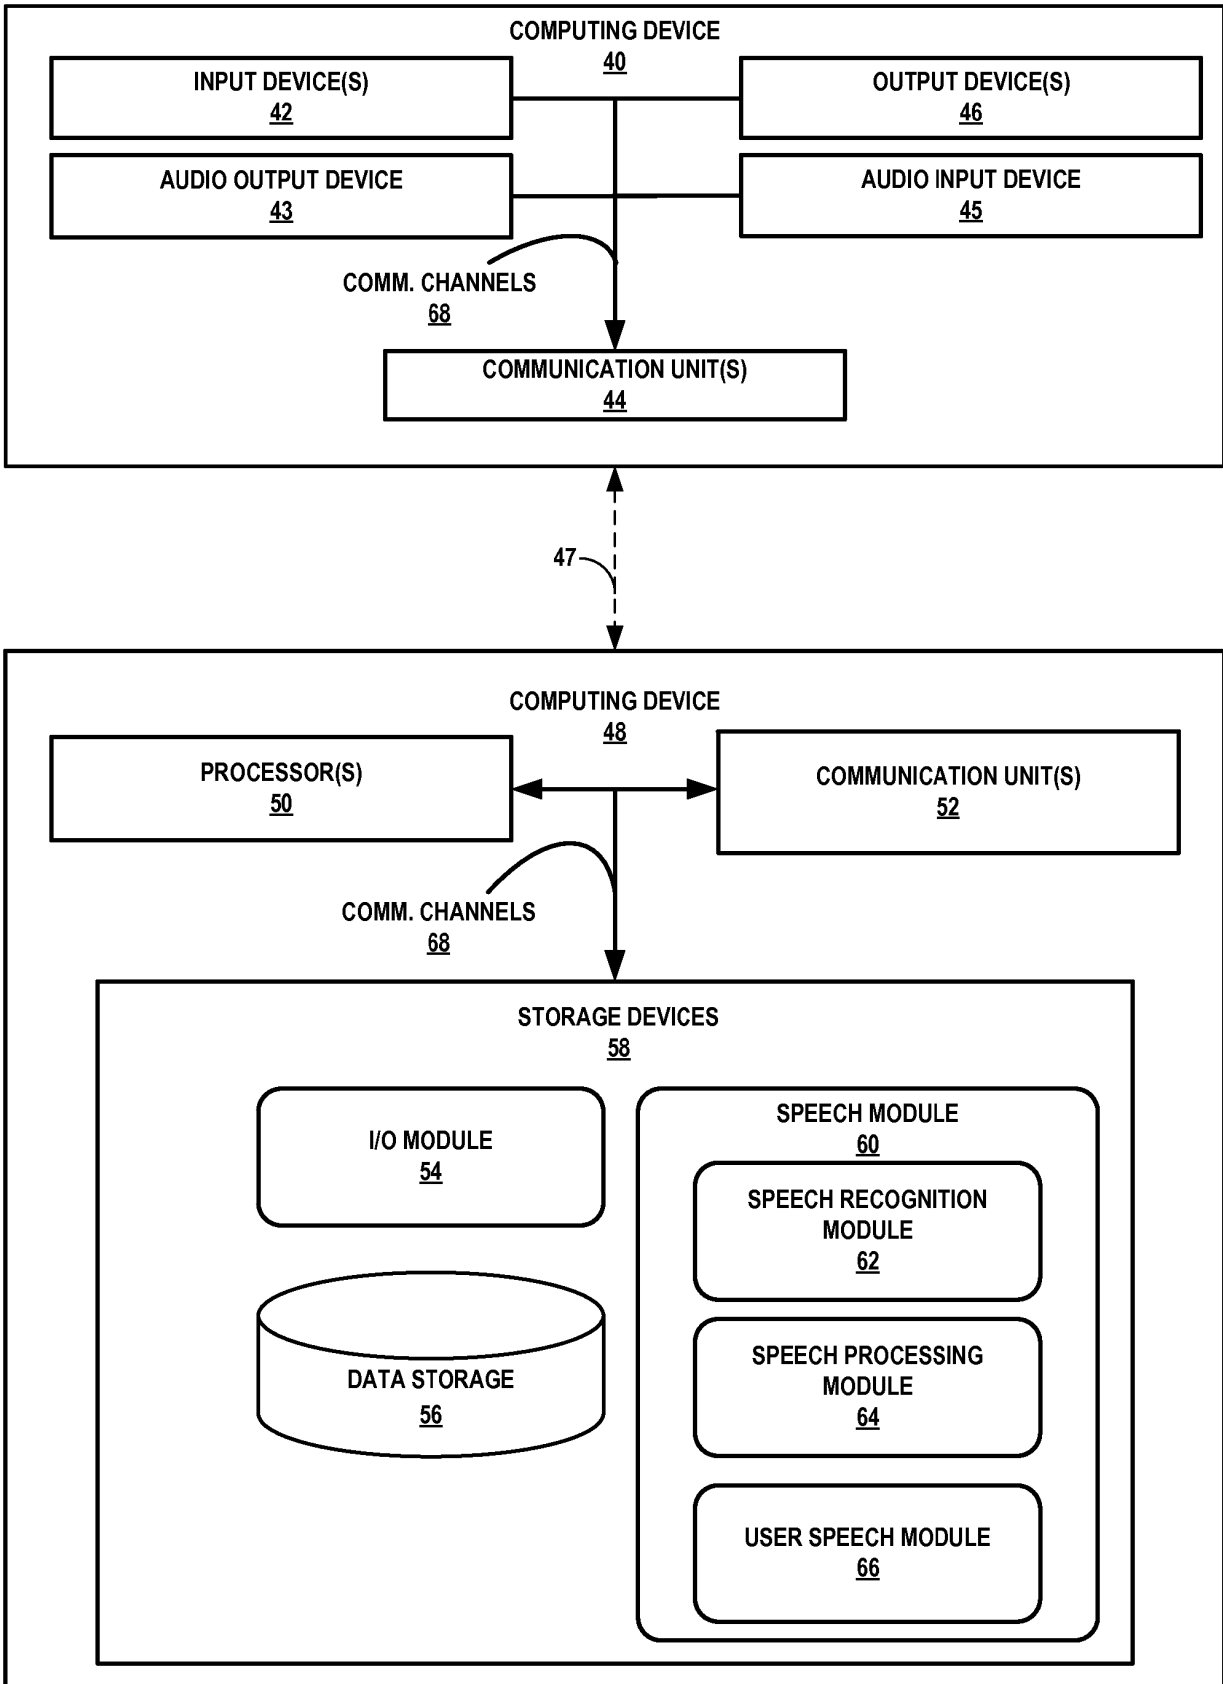 COMPUTING DEVICE
40
INPUT DEVICE(S)
42
OUTPUT DEVICE(S)
46
AUDIO OUTPUT DEVICE
43
AUDIO INPUT DEVICE
45
COMM. CHANNELS
68
COMMUNICATION UNIT(S)
44
47
COMPUTING DEVICE
48
PROCESSOR(S)
50
COMMUNICATION UNIT(S)
52
COMM. CHANNELS
68
STORAGE DEVICES
58
I/O MODULE
54
DATA STORAGE
56
SPEECH MODULE
60
SPEECH RECOGNITION
MODULE
62
SPEECH PROCESSING
MODULE
64
USER SPEECH MODULE
66